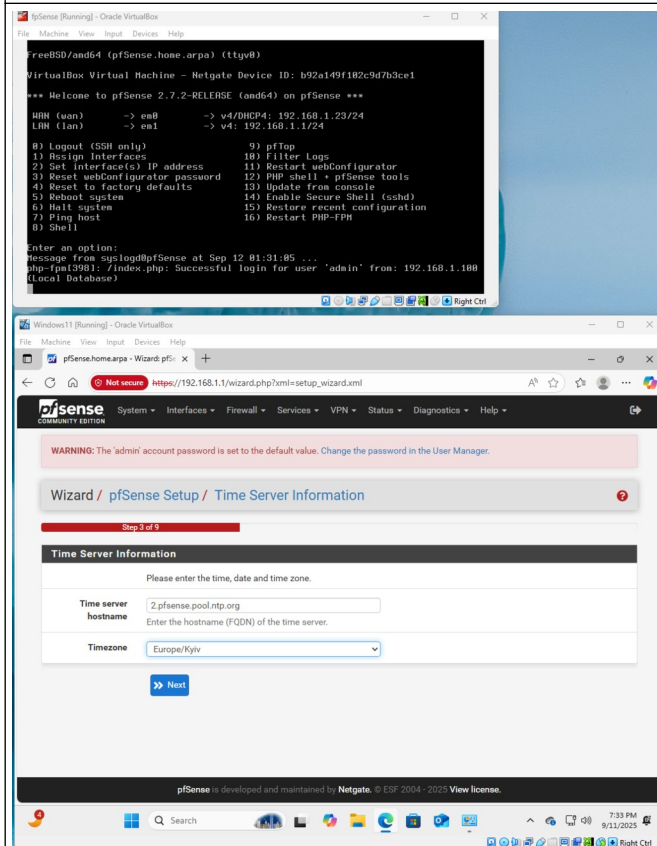 fpSense [Running] - Oracle VirtualBox
File Machine View Input Devices Help
FreeBSD/amd64 (pfSense.home.arpa) (ttyv0)
VirtualBox Virtual Machine - Netgate Device ID: b92a149f102c9d7b3ce1
*** Welcome to pfSense 2.7.2-RELEASE (amd64) on pfSense ***
WAN (wan) -> em0 -> v4/DHCP4: 192.168.1.23/24
LAN (lan) -> em1 -> v4: 192.168.1.1/24
0) Logout (SSH only) 9) pfTop
1) Assign Interfaces 10) Filter Logs
2) Set interface(s) IP address 11) Restart webConfigurator
3) Reset webConfigurator password 12) PHP shell + pfSense tools
4) Reset to factory defaults 13) Update from console
5) Reboot system 14) Enable Secure Shell (sshd)
6) Halt system 15) Restore recent configuration
7) Ping host 16) Restart PHP-FPM
8) Shell
Enter an option:
Message from syslogd@pfSense at Sep 12 01:31:05 ...
php-fpm[398]: /index.php: Successful login for user 'admin' from: 192.168.1.100
(Local Database)
Right Ctrl
Windows11 [Running] - Oracle VirtualBox
File Machine View Input Devices Help
pfSense.home.arpa - Wizard: pfSe
Not secure https://192.168.1.1/wizard.php?xml=setup_wizard.xml
pfsense COMMUNITY EDITION System Interfaces Firewall Services VPN Status Diagnostics Help
WARNING: The 'admin' account password is set to the default value. Change the password in the User Manager.
Wizard / pfSense Setup / Time Server Information
Step 3 of 9
Time Server Information
Please enter the time, date and time zone.
Time server hostname 2.pfsense.pool.ntp.org
Enter the hostname (FQDN) of the time server.
Timezone Europe/Kyiv
Next
pfSense is developed and maintained by Netgate. © ESF 2004 - 2025 View license.
4 Search 7:33 PM
9/11/2025
Right Ctrl